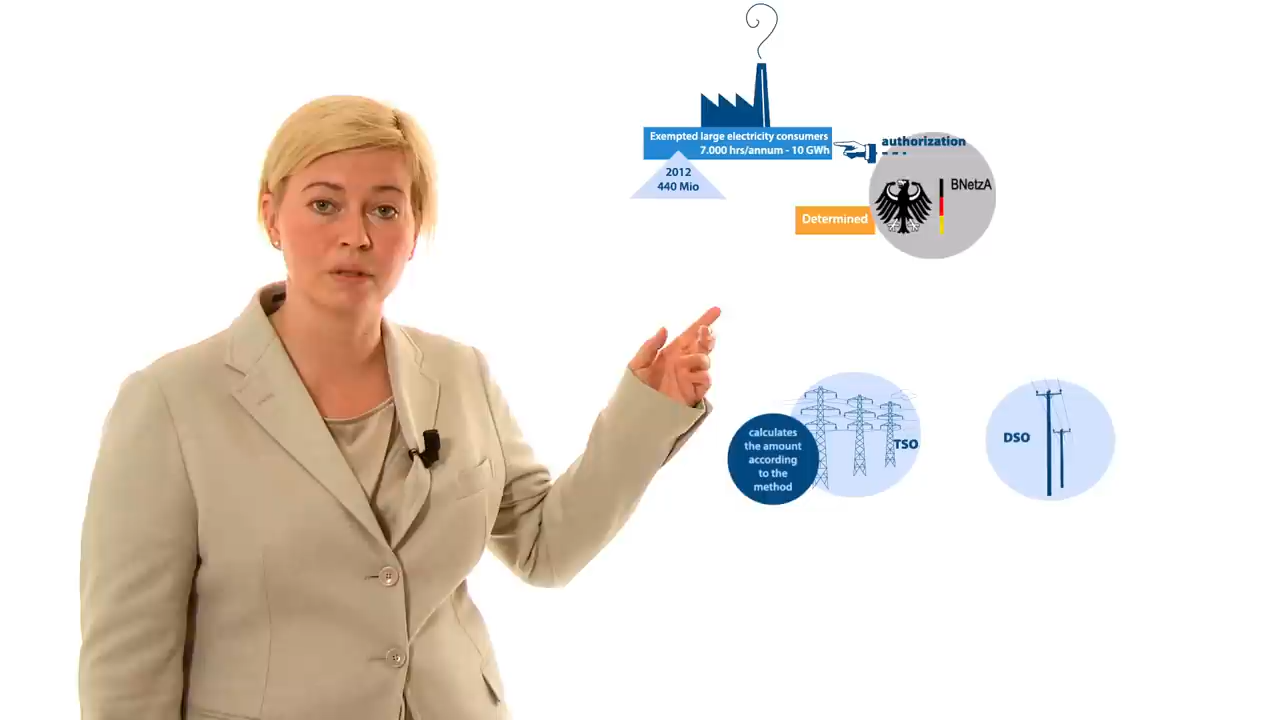 Exempted large electricity consumers
7.000 hrs/annum - 10 GWh
authorization
2012
440 Mio
BNetzA
Determined
calculates
the amount
according
to the
method
TSO
DSO